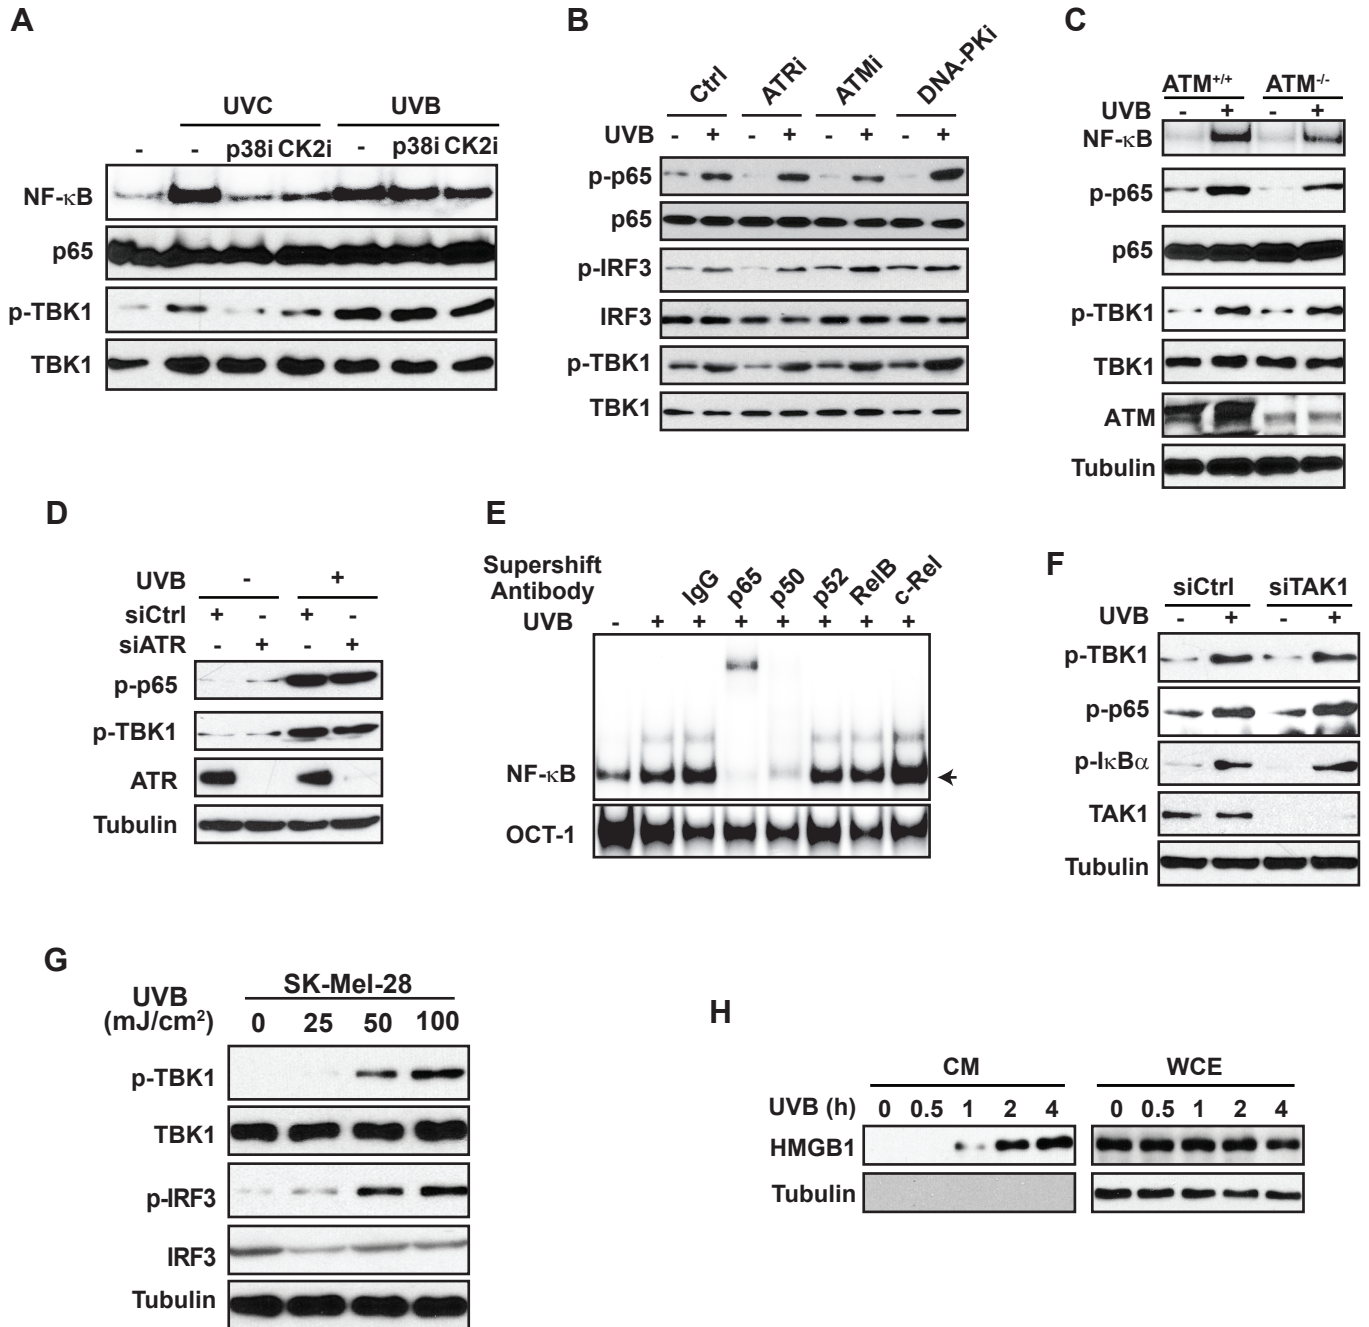 A
UVC UVB
- - p38i CK2i - p38i CK2i
NF-κB
p65
p-TBK1
TBK1
B
Ctrl ATRi ATMi DNA-PKi
UVB - + - + - + - +
p-p65
p65
p-IRF3
IRF3
p-TBK1
TBK1
C
ATM+/+ ATM-/-
UVB - + - +
NF-κB
p-p65
p65
p-TBK1
TBK1
ATM
Tubulin
D
UVB - +
siCtrl + - + -
siATR - + - +
p-p65
p-TBK1
ATR
Tubulin
E
Supershift
Antibody IgG p65 p50 p52 RelB c-Rel
UVB - + + + + + + +
NF-κB
OCT-1
F
siCtrl siTAK1
UVB - + - +
p-TBK1
p-p65
p-IκBα
TAK1
Tubulin
G
SK-Mel-28
UVB
(mJ/cm²) 0 25 50 100
p-TBK1
TBK1
p-IRF3
IRF3
Tubulin
H
CM WCE
UVB (h) 0 0.5 1 2 4 0 0.5 1 2 4
HMGB1
Tubulin